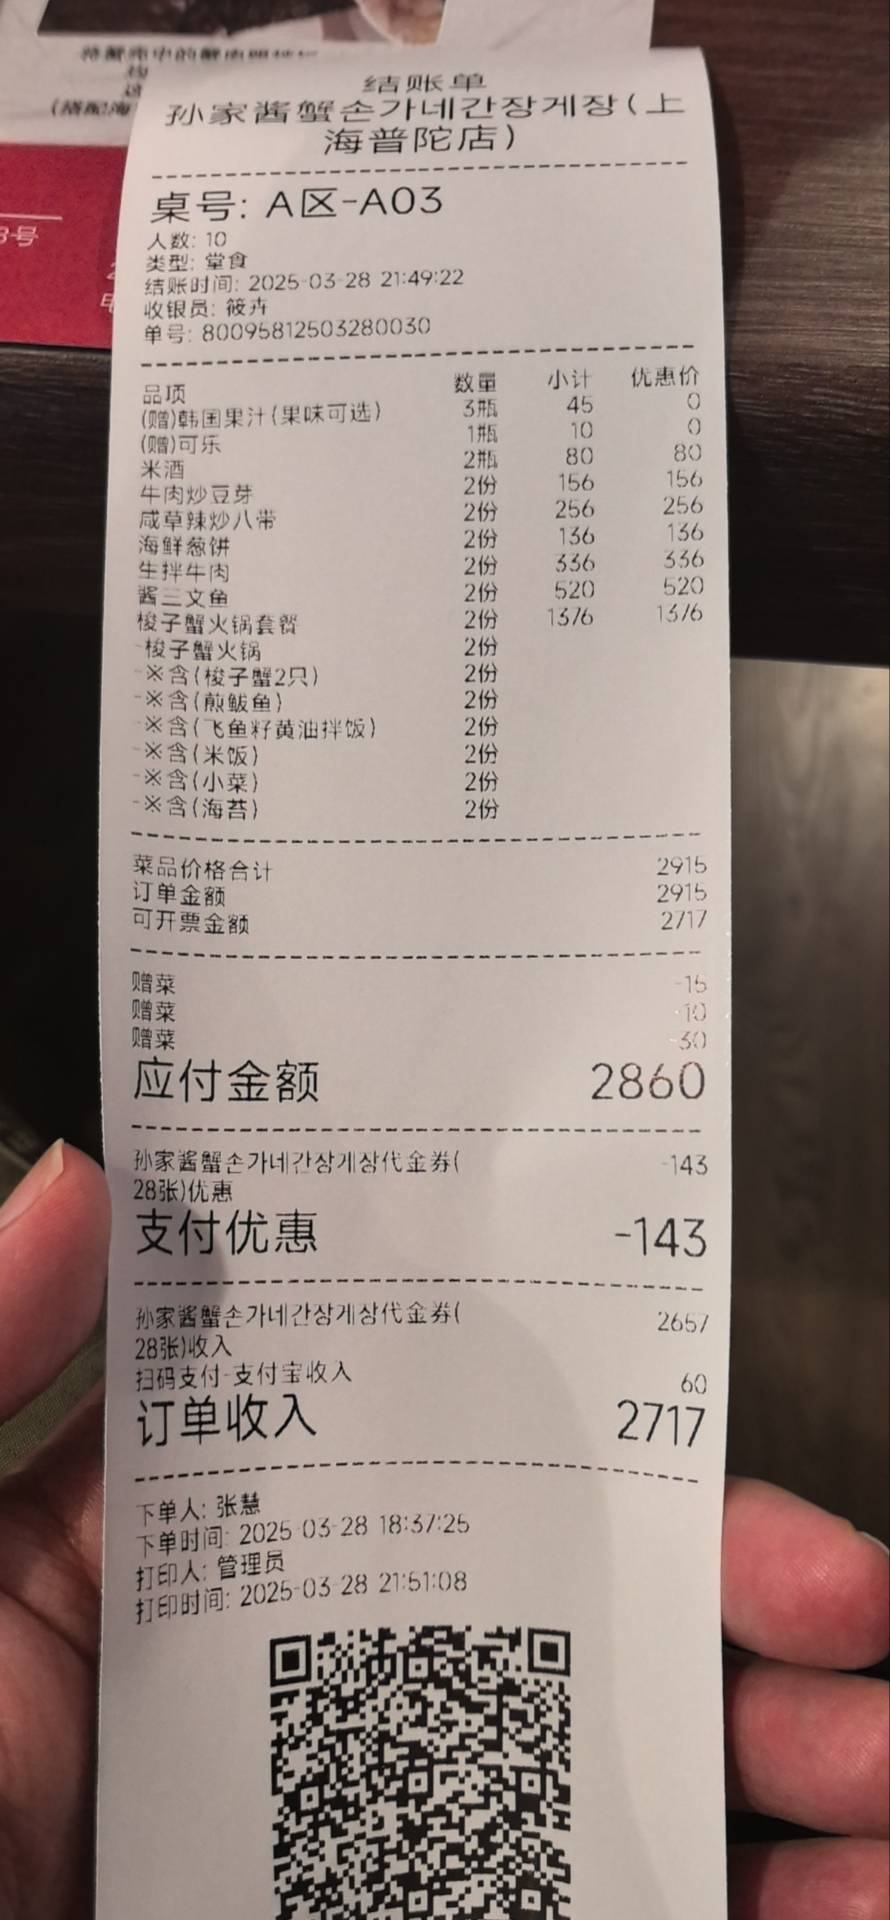 结账单
孙家酱蟹손가네간장게장(上
海普陀店)
桌号: A区-A03
人数: 10
类型: 堂食
结账时间: 2025-03-28 21:49:22
收银员: 筱卉
单号: 80095812503280030
品项 数量 小计 优惠价
(赠)韩国果汁(果味可选) 3瓶 45 0
(赠)可乐 1瓶 10 0
米酒 2瓶 80 80
牛肉炒豆芽 2份 156 156
咸草辣炒八带 2份 256 256
海鲜葱饼 2份 136 136
生拌牛肉 2份 336 336
酱三文鱼 2份 520 520
梭子蟹火锅套餐 2份 1376 1376
-梭子蟹火锅 2份
-※含(梭子蟹2只) 2份
-※含(煎鲅鱼) 2份
-※含(飞鱼籽黄油拌饭) 2份
-※含(米饭) 2份
-※含(小菜) 2份
-※含(海苔) 2份
菜品价格合计 2915
订单金额 2915
可开票金额 2717
赠菜 -15
赠菜 -10
赠菜 -30
应付金额 2860
孙家酱蟹손가네간장게장代金券( -143
28张)优惠
支付优惠 -143
孙家酱蟹손가네간장게장代金券( 2657
28张)收入
扫码支付-支付宝收入 60
订单收入 2717
下单人: 张慧
下单时间: 2025-03-28 18:37:25
打印人: 管理员
打印时间: 2025-03-28 21:51:08